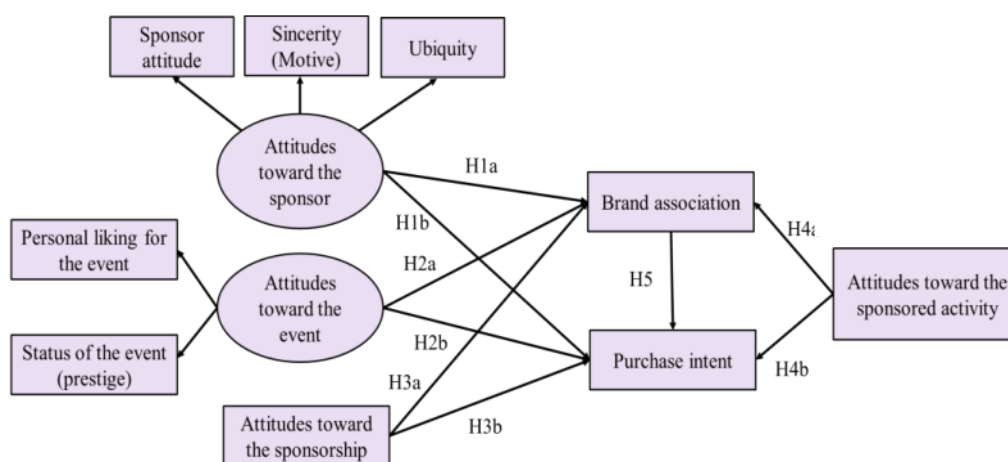 Sponsor
attitude
Sincerity
(Motive)
Ubiquity
Attitudes
toward the
sponsor
H1a
Brand association
H1b
Personal liking for
the event
H2a
H4a
Attitudes
toward the
event
H5
Attitudes toward the
sponsored activity
Status of the event
(prestige)
H2b
Purchase intent
H3a
H4b
Attitudes toward
the sponsorship
H3b